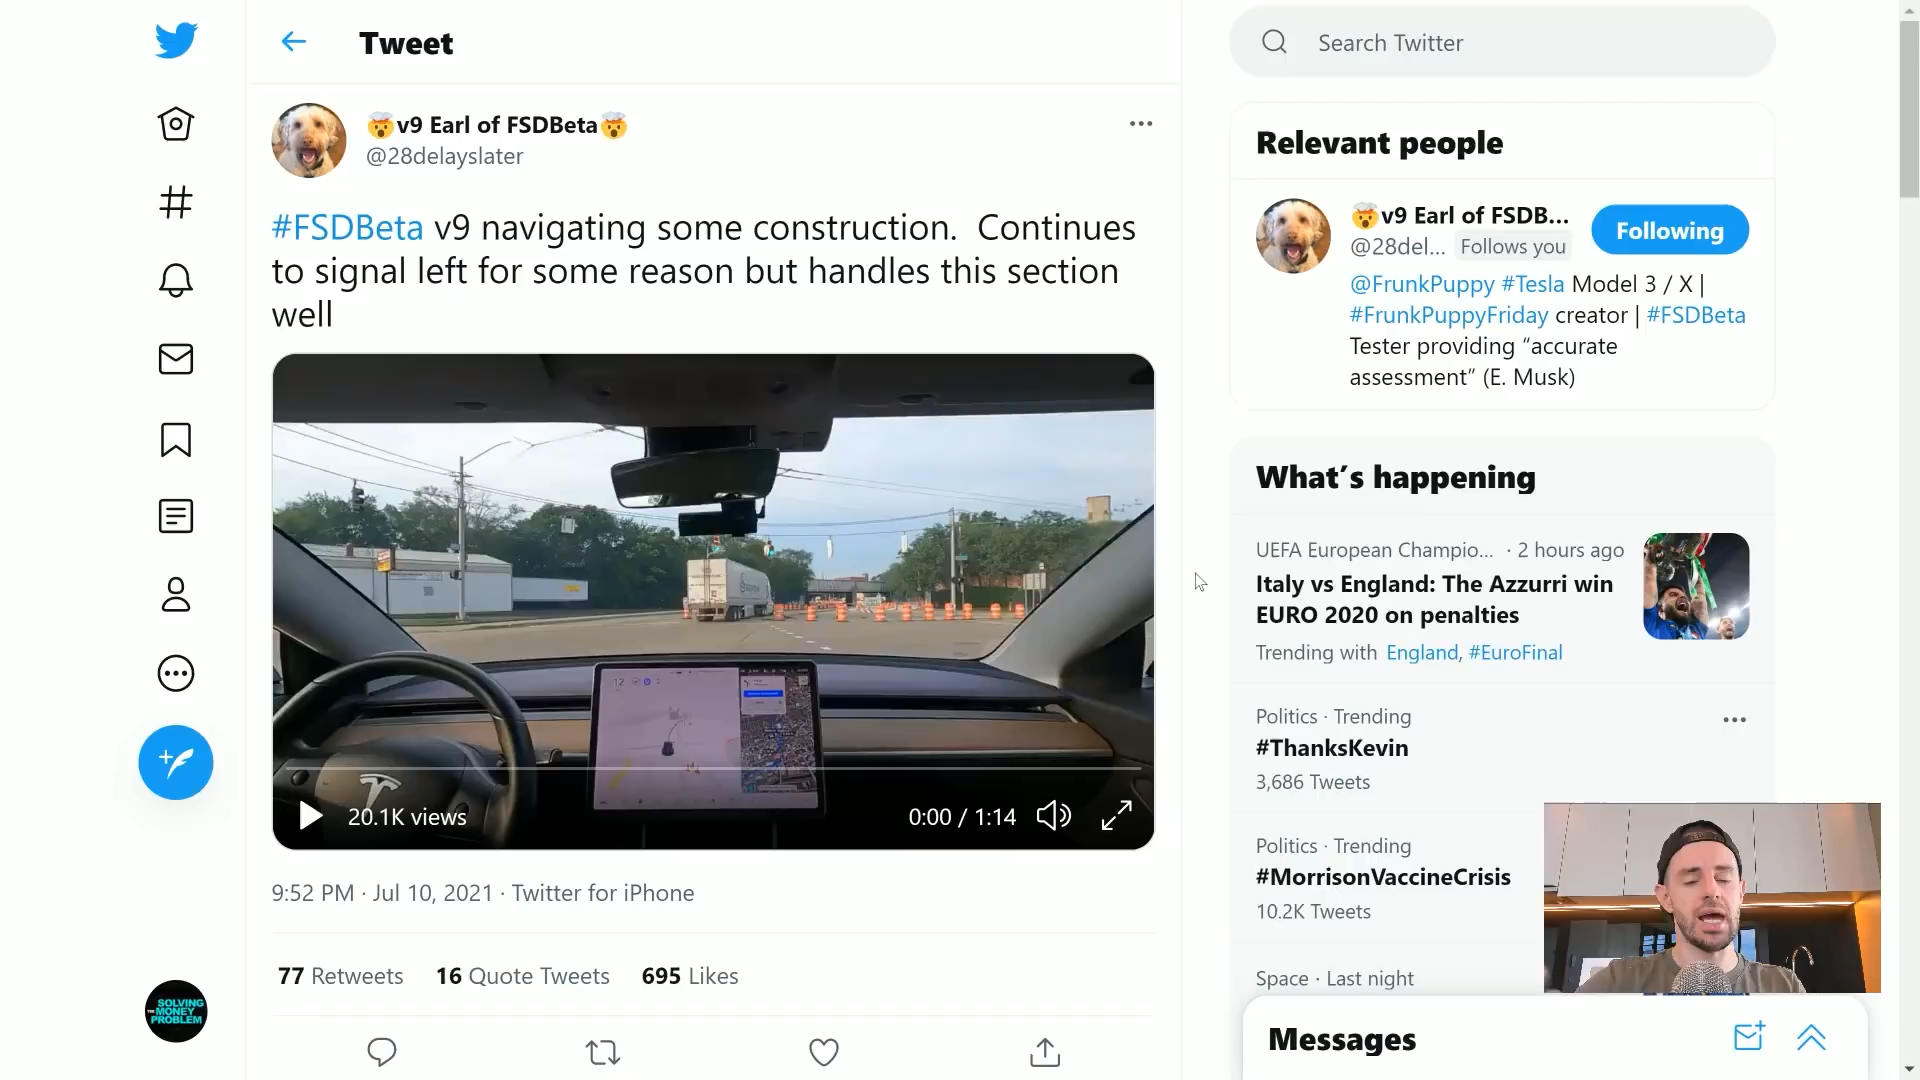 Tweet
🤯v9 Earl of FSDBeta🤯
@28delayslater
#FSDBeta v9 navigating some construction.  Continues
to signal left for some reason but handles this section
well
12
20.1K views
0:00 / 1:14
9:52 PM · Jul 10, 2021 · Twitter for iPhone
77 Retweets 16 Quote Tweets 695 Likes
SOLVING
THE MONEY
PROBLEM
Search Twitter
Relevant people
🤯v9 Earl of FSDB...
@28del... Follows you
Following
@FrunkPuppy #Tesla Model 3 / X |
#FrunkPuppyFriday creator | #FSDBeta
Tester providing “accurate
assessment” (E. Musk)
What’s happening
UEFA European Champio... · 2 hours ago
Italy vs England: The Azzurri win
EURO 2020 on penalties
Trending with England, #EuroFinal
Politics · Trending
#ThanksKevin
3,686 Tweets
Politics · Trending
#MorrisonVaccineCrisis
10.2K Tweets
Space · Last night
Messages